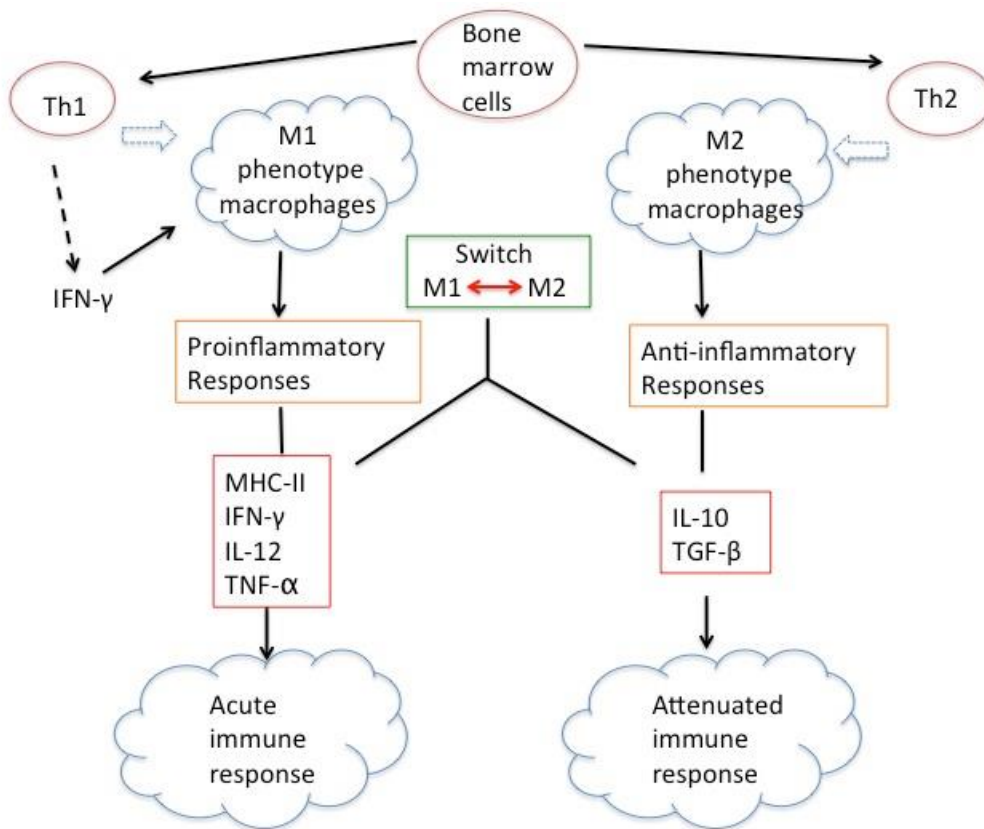 Bone
marrow
cells
Th1
Th2
M1
phenotype
macrophages
M2
phenotype
macrophages
IFN-γ
Switch
M1 M2
Proinflammatory
Responses
Anti-inflammatory
Responses
MHC-II
IFN-γ
IL-12
TNF-α
IL-10
TGF-β
Acute
immune
response
Attenuated
immune
response